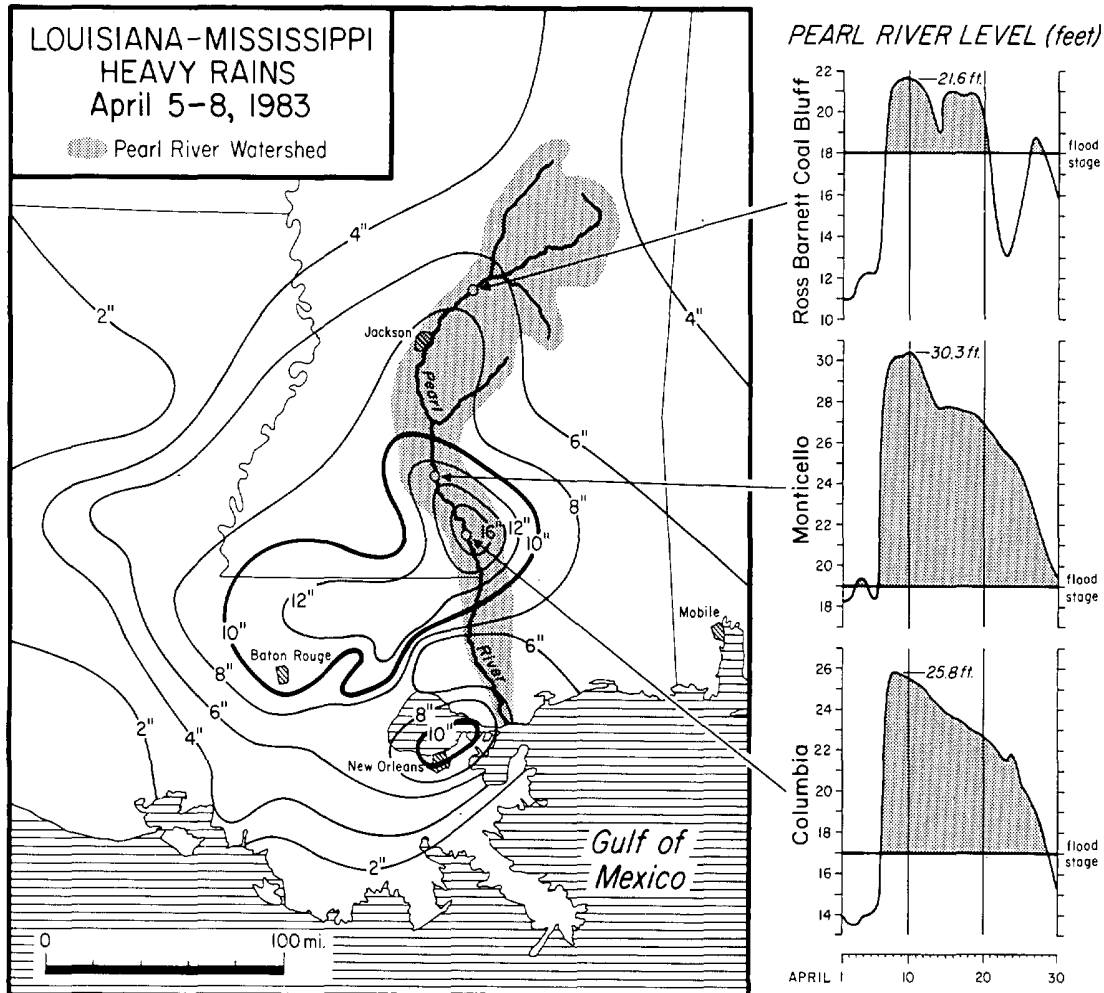 LOUISIANA-MISSISSIPPI
HEAVY RAINS
April 5-8, 1983
Pearl River Watershed
4"
2"
4"
Jackson
Pearl
6"
8"
16"
12"
10"
12"
10"
Mobile
Baton Rouge
6"
River
8"
6"
2"
4"
8"
10"
New Orleans
2"
Gulf of
Mexico
0
100 mi.
PEARL RIVER LEVEL (feet)
Ross Barnett Coal Bluff
22
20
18
16
14
12
10
21.6 ft.
flood
stage
Monticello
30
28
26
24
22
20
18
30.3 ft.
flood
stage
Columbia
26
24
22
20
18
16
14
25.8 ft.
flood
stage
APRIL 1 10 20 30